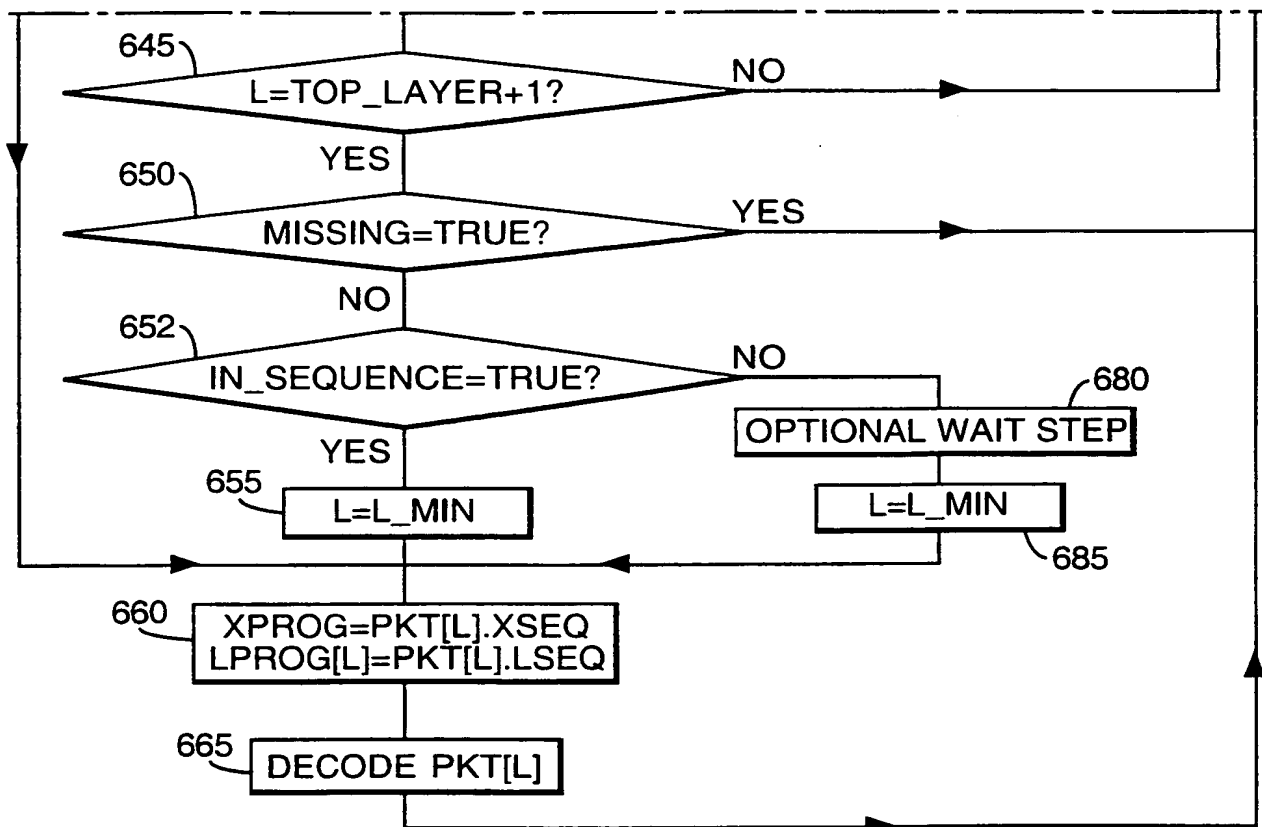 645
L=TOP_LAYER+1?
NO
YES
650
MISSING=TRUE?
YES
NO
652
IN_SEQUENCE=TRUE?
NO
680
OPTIONAL WAIT STEP
YES
655
L=L_MIN
L=L_MIN
685
660
XPROG=PKT[L].XSEQ
LPROG[L]=PKT[L].LSEQ
665
DECODE PKT[L]